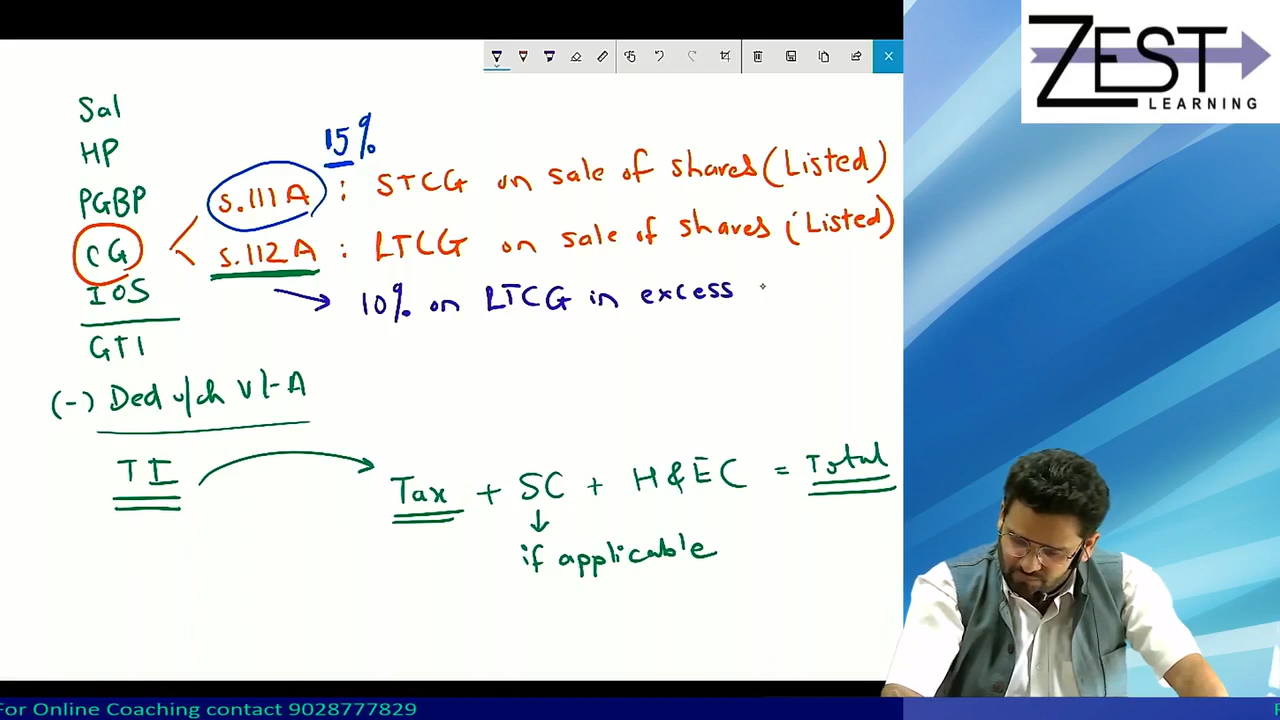 ZEST
LEARNING
Sal
HP
PGBP
CG
IOS
GTI
(-) Ded u/ch VI-A
TI
15%
S.111A : STCG on sale of shares (Listed)
S.112A : LTCG on sale of shares (Listed)
10% on LTCG in excess
Tax + SC + H&EC = Total
if applicable
For Online Coaching contact 9028777829